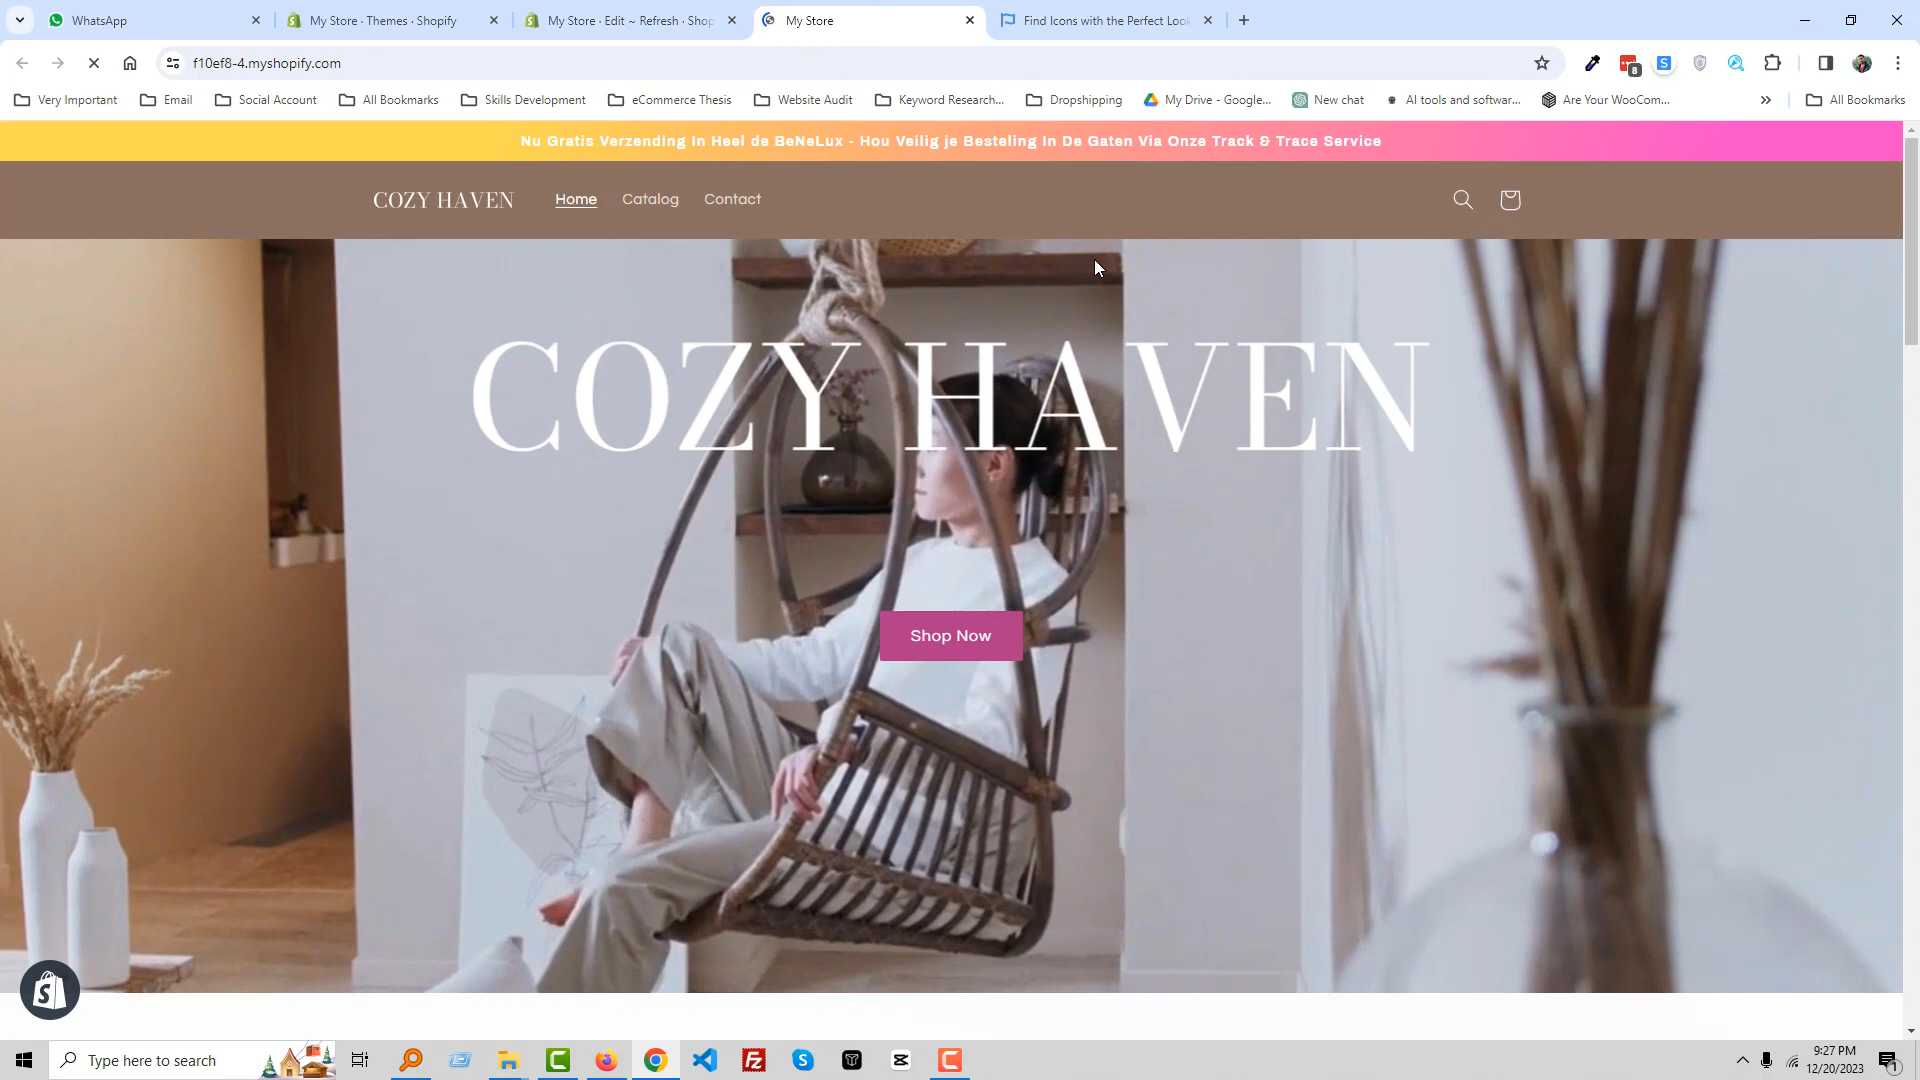 WhatsApp
My Store · Themes · Shopify
My Store · Edit ~ Refresh · Shop
My Store
Find Icons with the Perfect Look
f10ef8-4.myshopify.com
8
S
Very Important
Email
Social Account
All Bookmarks
Skills Development
eCommerce Thesis
Website Audit
Keyword Research...
Dropshipping
My Drive - Google...
New chat
AI tools and softwar...
Are Your WooCom...
All Bookmarks
Nu Gratis Verzending In Heel de BeNeLux - Hou Veilig je Besteling In De Gaten Via Onze Track & Trace Service
COZY HAVEN
Home
Catalog
Contact
COZY HAVEN
Shop Now
Type here to search
9:27 PM
12/20/2023
1